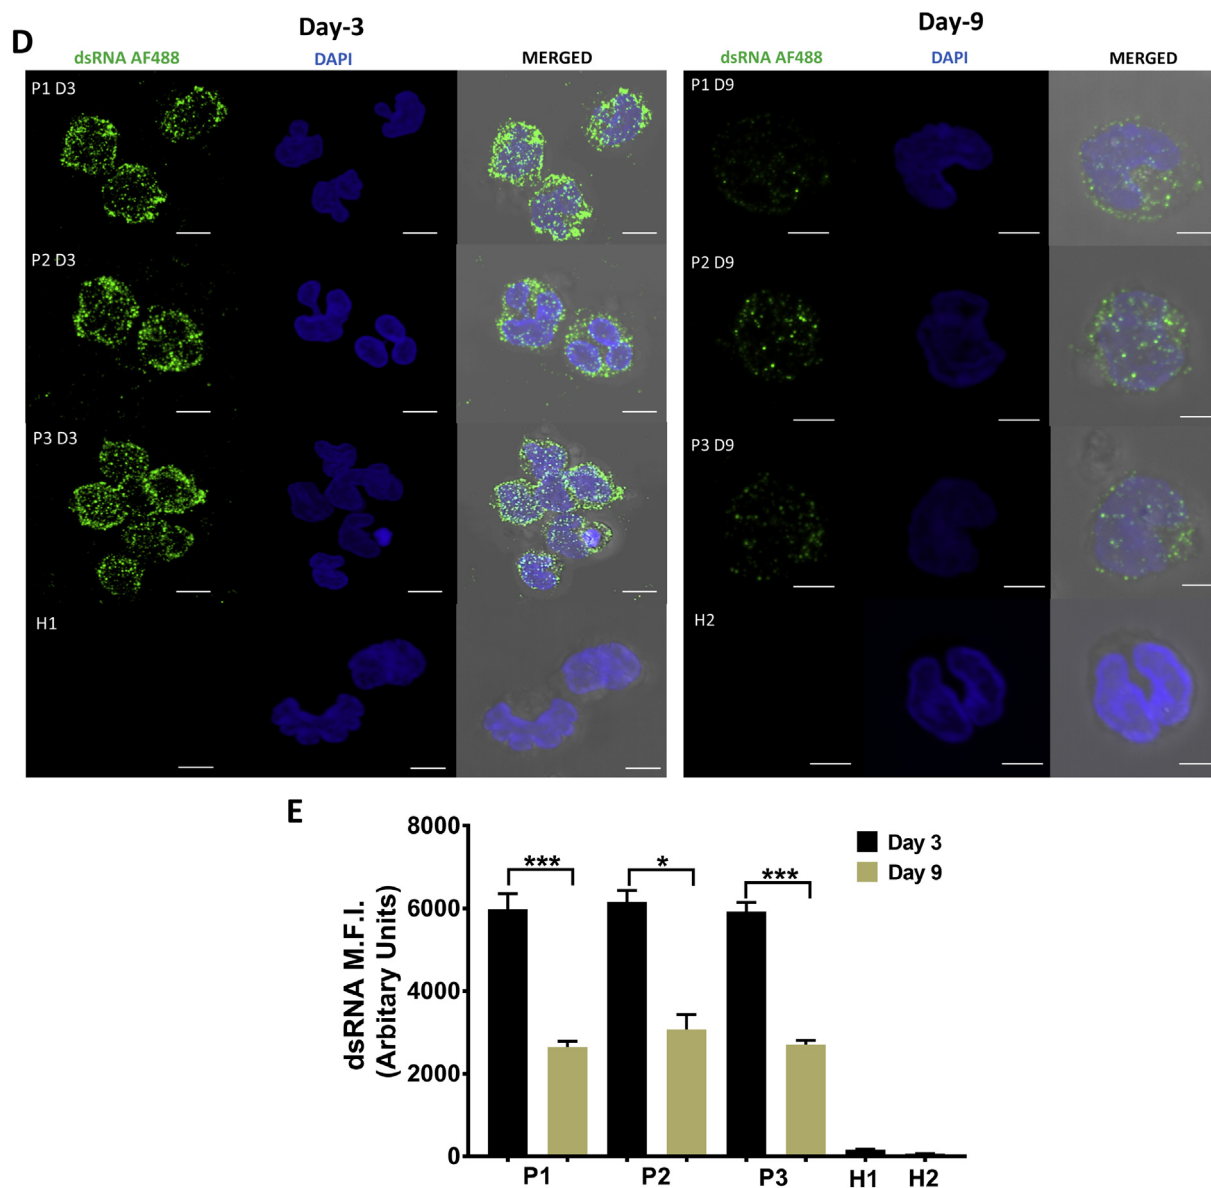 D
Day-3
Day-9
dsRNA AF488 DAPI MERGED
dsRNA AF488 DAPI MERGED
P1 D3
P1 D9
P2 D3
P2 D9
P3 D3
P3 D9
H1
H2
E
dsRNA M.F.I.
(Arbitary Units)
8000
6000
4000
2000
0
***
*
***
Day 3
Day 9
P1 P2 P3 H1 H2